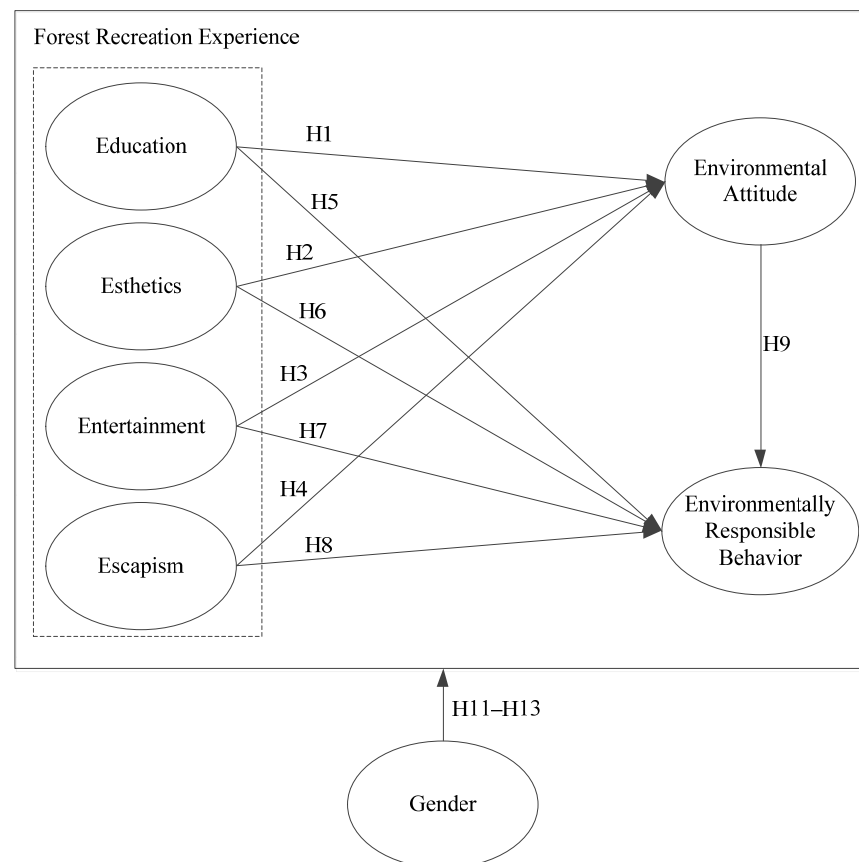 Forest Recreation Experience
Education
Esthetics
Entertainment
Escapism
H1
H5
H2
H6
H3
H7
H4
H8
Environmental
Attitude
H9
Environmentally
Responsible
Behavior
H11–H13
Gender